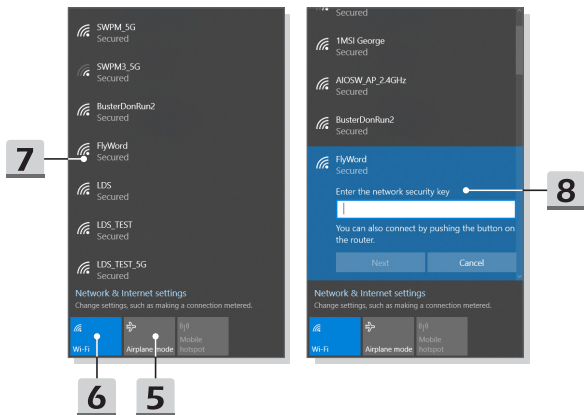 SWPM_5G
Secured
SWPM3_5G
Secured
BusterDonRun2
Secured
FlyWord
Secured
LDS
Secured
LDS_TEST
Secured
LDS_TEST_5G
Secured
Network & Internet settings
Change settings, such as making a connection metered.
Wi-Fi
Airplane mode
Mobile
hotspot
7
6
5
Secured
1MSI George
Secured
AIOSW_AP_2.4GHz
Secured
BusterDonRun2
Secured
FlyWord
Secured
Enter the network security key
You can also connect by pushing the button on
the router.
Next
Cancel
Network & Internet settings
Change settings, such as making a connection metered.
Wi-Fi
Airplane mode
Mobile
hotspot
8